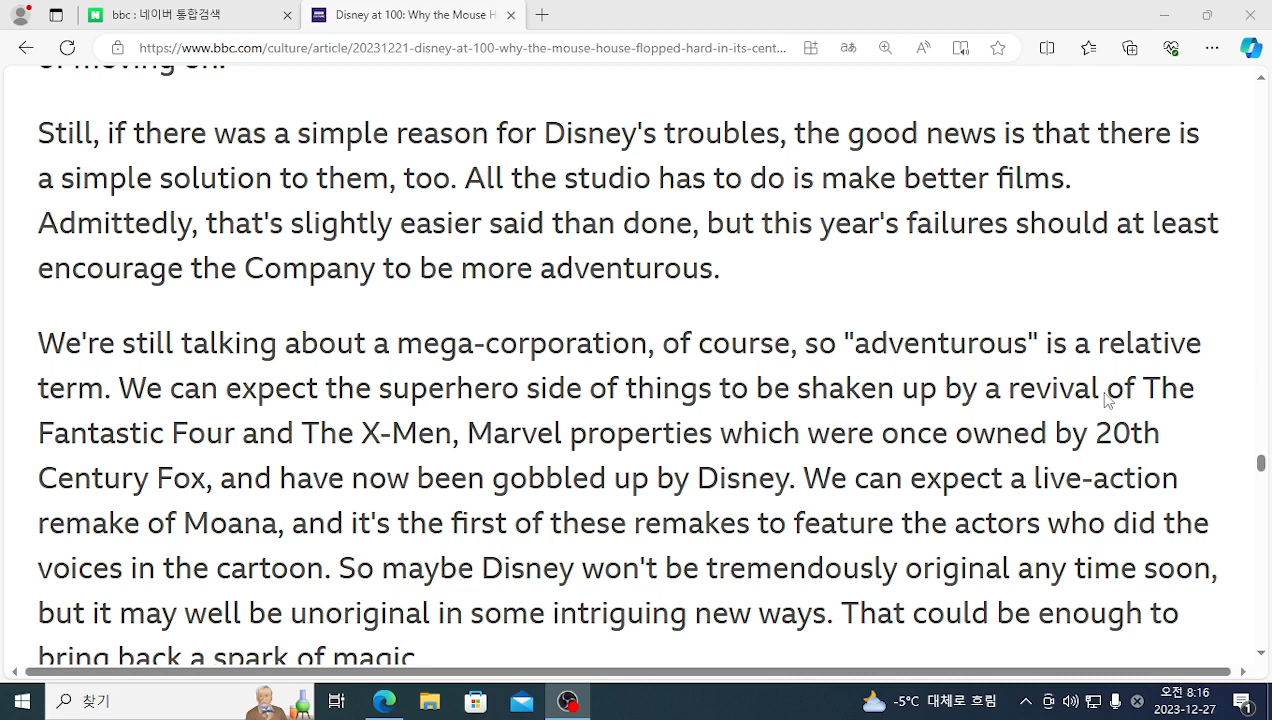 bbc : 네이버 통합검색
Disney at 100: Why the Mouse H
https://www.bbc.com/culture/article/20231221-disney-at-100-why-the-mouse-house-flopped-hard-in-its-cent...
of moving on.
Still, if there was a simple reason for Disney's troubles, the good news is that there is
a simple solution to them, too. All the studio has to do is make better films.
Admittedly, that's slightly easier said than done, but this year's failures should at least
encourage the Company to be more adventurous.
We're still talking about a mega-corporation, of course, so "adventurous" is a relative
term. We can expect the superhero side of things to be shaken up by a revival of The
Fantastic Four and The X-Men, Marvel properties which were once owned by 20th
Century Fox, and have now been gobbled up by Disney. We can expect a live-action
remake of Moana, and it's the first of these remakes to feature the actors who did the
voices in the cartoon. So maybe Disney won't be tremendously original any time soon,
but it may well be unoriginal in some intriguing new ways. That could be enough to
bring back a spark of magic
찾기
-5°C 대체로 흐림
오전 8:16
2023-12-27
1